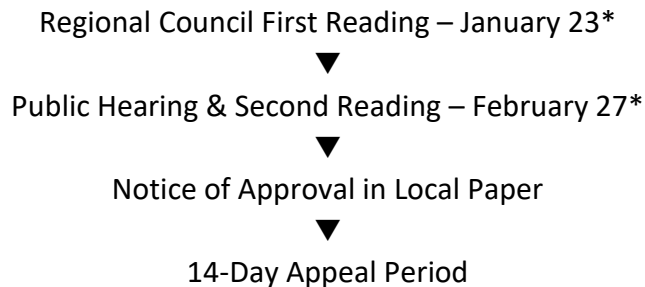 Regional Council First Reading – January 23*
▼
Public Hearing & Second Reading – February 27*
▼
Notice of Approval in Local Paper
▼
14-Day Appeal Period